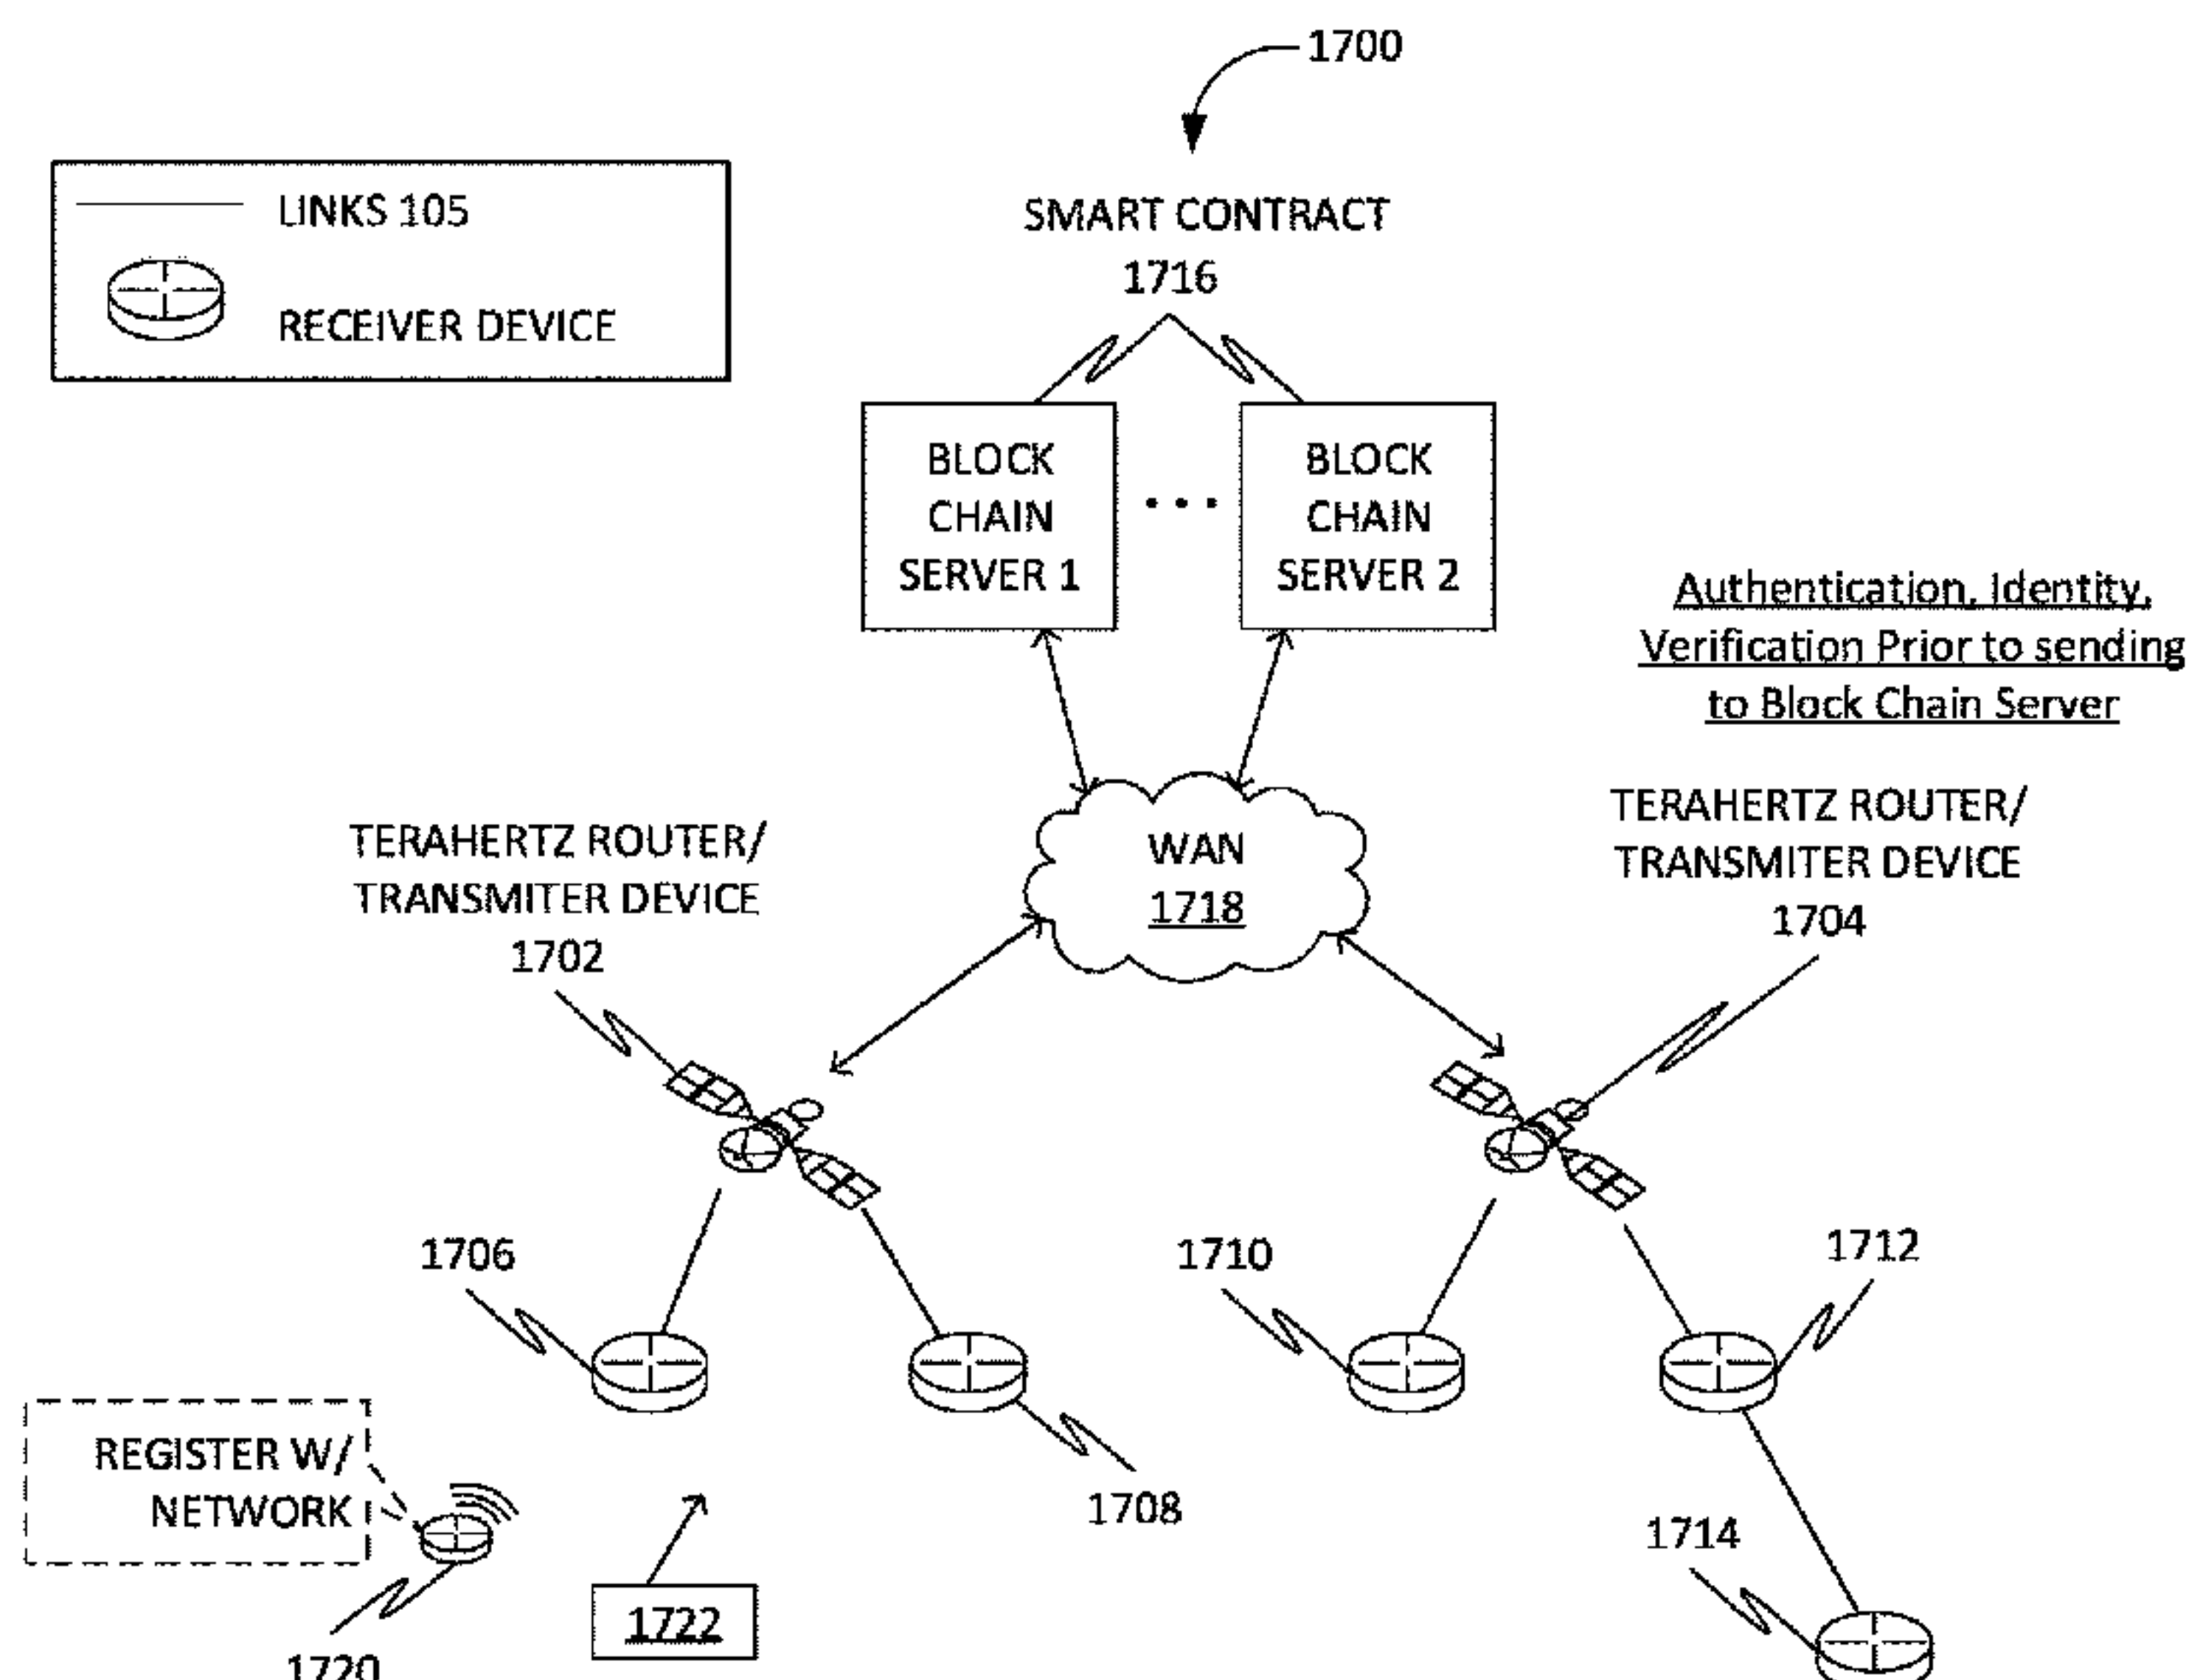 1700
LINKS 105
RECEIVER DEVICE
SMART CONTRACT
1716
BLOCK
CHAIN
SERVER 1
BLOCK
CHAIN
SERVER 2
Authentication, Identity,
Verification Prior to sending
to Block Chain Server
TERAHERTZ ROUTER/
TRANSMITER DEVICE
1702
WAN
1718
TERAHERTZ ROUTER/
TRANSMITER DEVICE
1704
1706
1710
1712
REGISTER W/
NETWORK
1708
1714
1722
1720